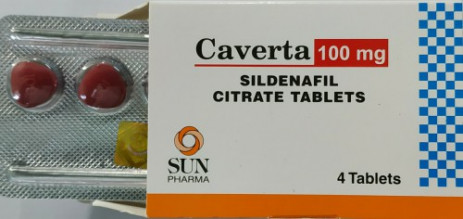 Caverta 100 mg
SILDENAFIL
CITRATE TABLETS
SUN
PHARMA
4 Tablets